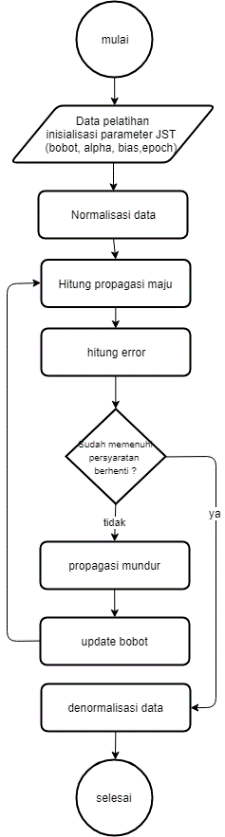 mulai
Data pelatihan
inisialisasi parameter JST
(bobot, alpha, bias,epoch)
Normalisasi data
Hitung propagasi maju
hitung error
Sudah memenuhi
persyaratan
berhenti ?
ya
tidak
propagasi mundur
update bobot
denormalisasi data
selesai